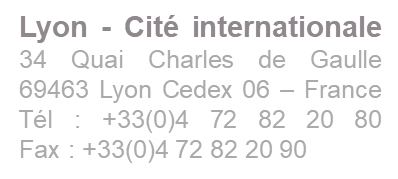 Lyon - Cité internationale
34 Quai Charles de Gaulle
69463 Lyon Cedex 06 – France
Tél : +33(0)4 72 82 20 80
Fax : +33(0)4 72 82 20 90